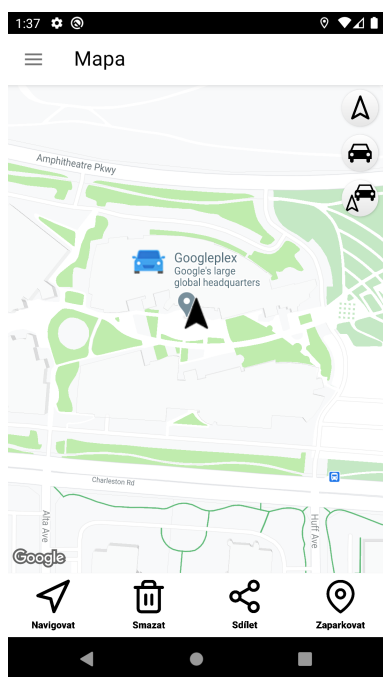 1:37
Mapa
Amphitheatre Pkwy
Googleplex
Google's large
global headquarters
Charleston Rd
Alta Ave
Huff Ave
Google
Navigovat
Smazat
Sdílet
Zaparkovat